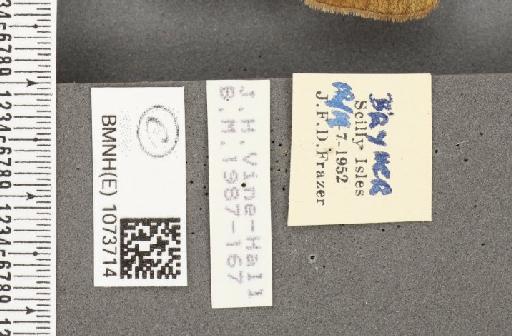 BMNH(E) 1073714
J.H.Vine-Hall
B.M.1987-167
BRYHER
Scilly Isles
7-1952
J.F.D.Frazer